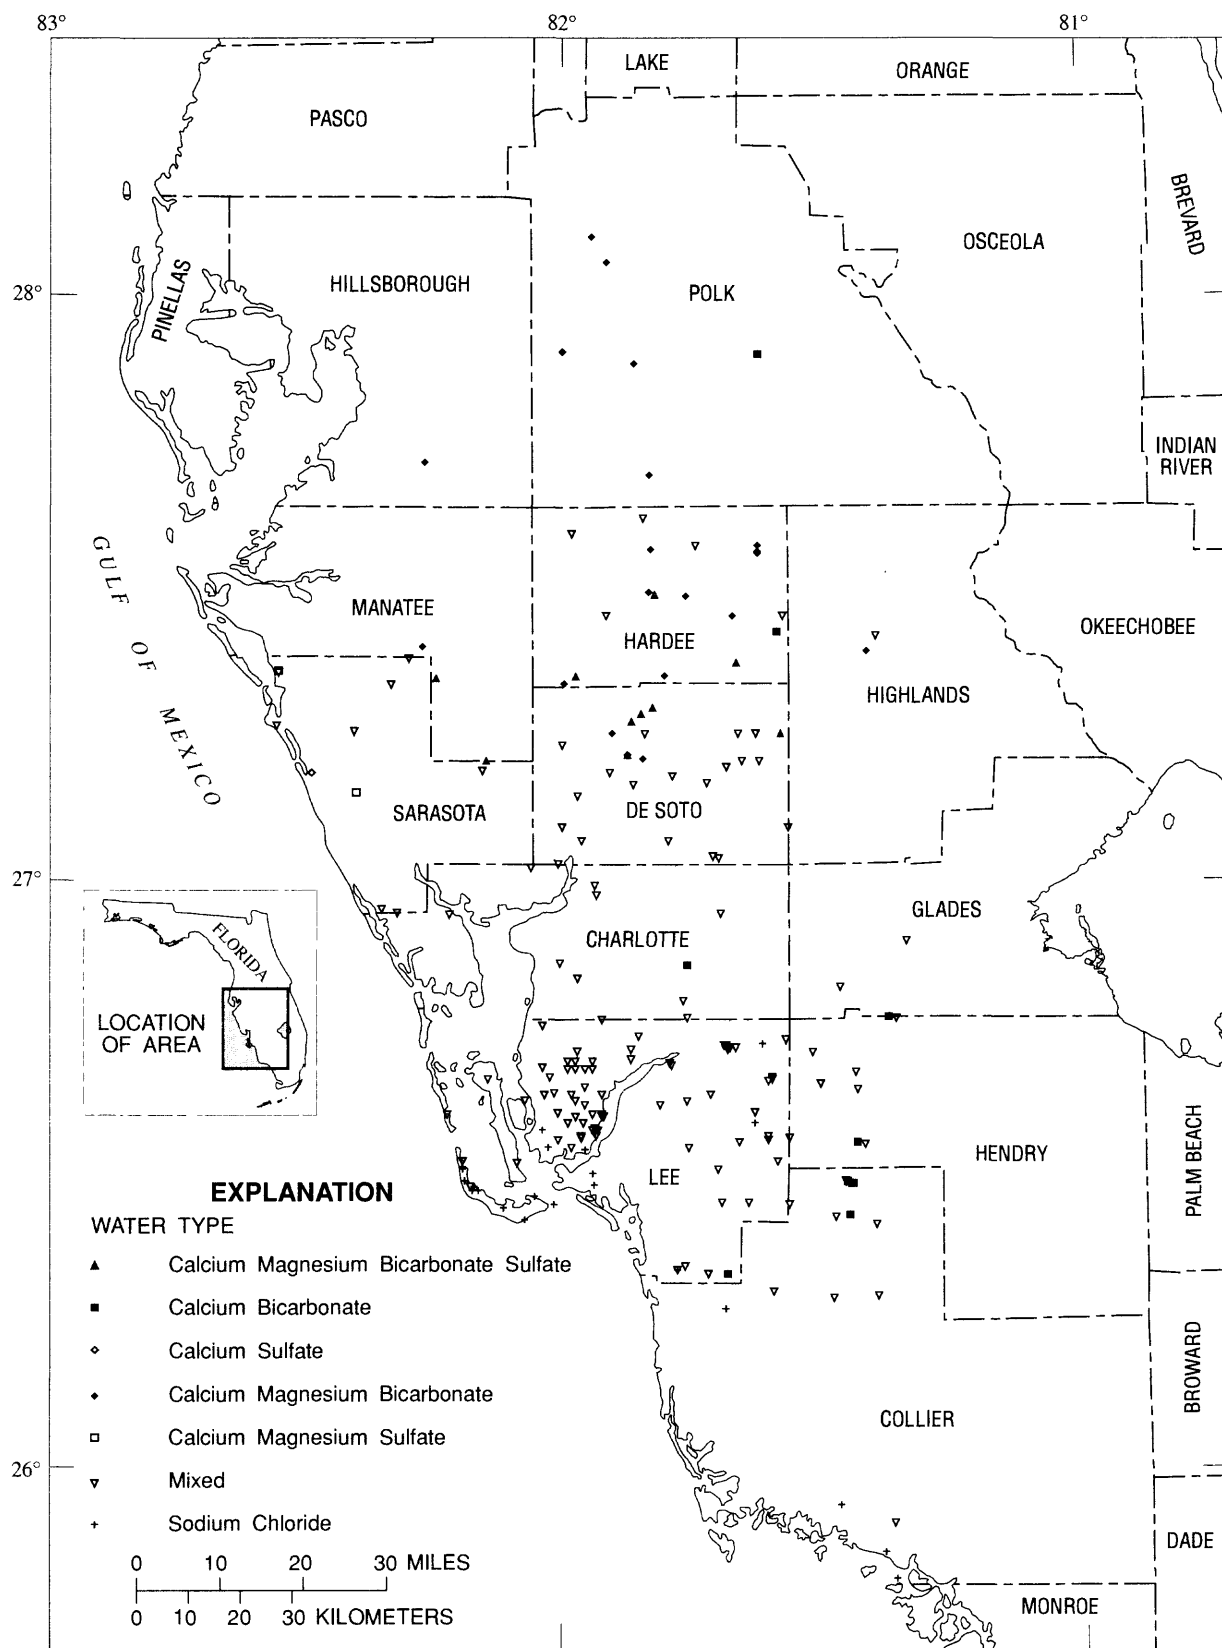 83°
82°
81°
LAKE
ORANGE
PASCO
BREVARD
OSCEOLA
HILLSBOROUGH
POLK
28°
PINELLAS
INDIAN
RIVER
GULF OF MEXICO
MANATEE
HARDEE
OKEECHOBEE
HIGHLANDS
SARASOTA
DE SOTO
27°
GLADES
CHARLOTTE
FLORIDA
LOCATION
OF AREA
HENDRY
PALM BEACH
LEE
EXPLANATION
WATER TYPE
Calcium Magnesium Bicarbonate Sulfate
Calcium Bicarbonate
Calcium Sulfate
Calcium Magnesium Bicarbonate
Calcium Magnesium Sulfate
Mixed
Sodium Chloride
BROWARD
COLLIER
26°
DADE
MONROE
0 10 20 30 MILES
0 10 20 30 KILOMETERS